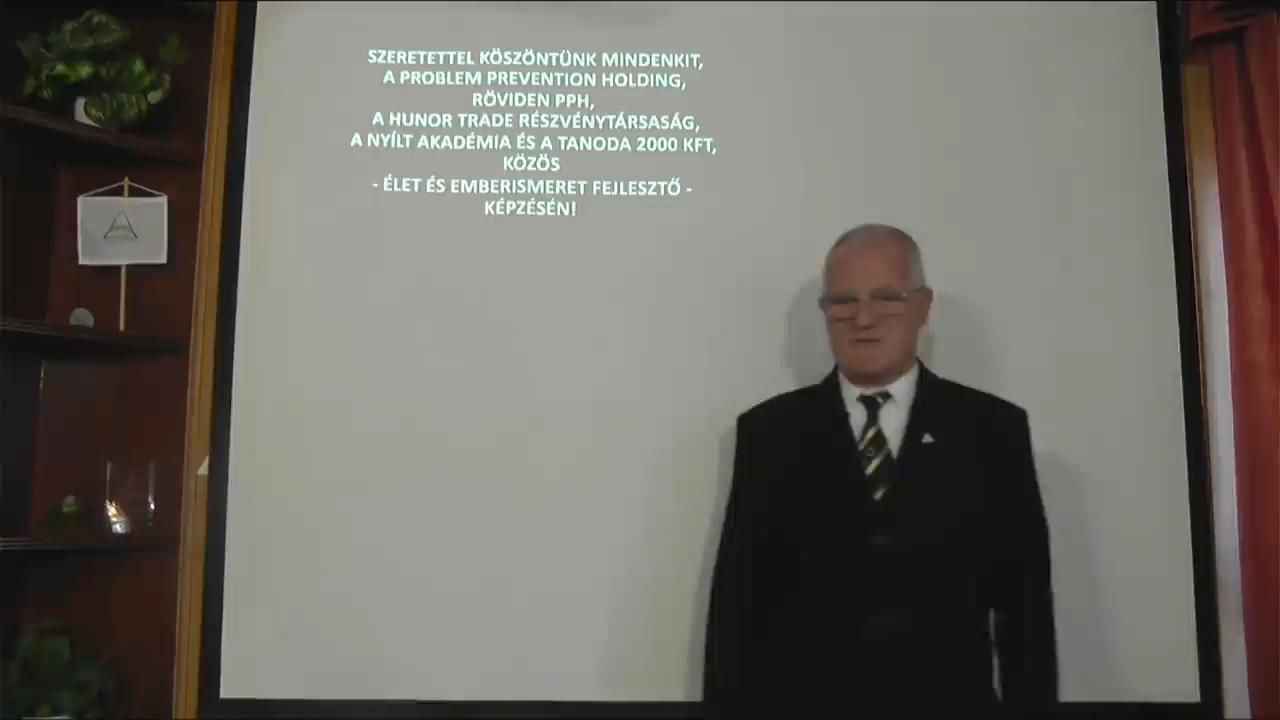 SZERETETTEL KÖSZÖNTÜNK MINDENKIT,
A PROBLEM PREVENTION HOLDING,
RÖVIDEN PPH,
A HUNOR TRADE RÉSZVÉNYTÁRSASÁG,
A NYÍLT AKADÉMIA ÉS A TANODA 2000 KFT,
KÖZÖS
- ÉLET ÉS EMBERISMERET FEJLESZTŐ -
KÉPZÉSÉN!